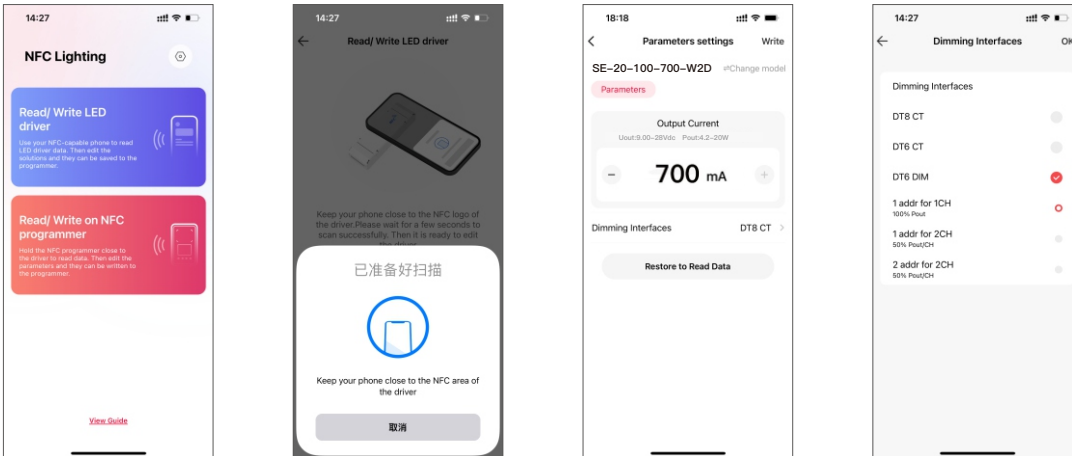 14:27
NFC Lighting
Read/ Write LED
driver
Use your NFC-capable phone to read
LED driver data. Then edit the
solutions and they can be saved to the
programmer.
Read/ Write on NFC
programmer
Hold the NFC programmer close to
the driver to read data. Then edit the
parameters and they can be written to
the programmer.
View Guide
14:27
Read/ Write LED driver
Keep your phone close to the NFC logo of
the driver.Please wait for a few seconds to
scan successfully. Then it is ready to edit
the driver.
已准备好扫描
Keep your phone close to the NFC area of
the driver
取消
18:18
Parameters settings Write
SE-20-100-700-W2D ⇌Change model
Parameters
Output Current
Uout:9.00-28Vdc Pout:4.2-20W
− 700 mA +
Dimming Interfaces DT8 CT >
Restore to Read Data
14:27
Dimming Interfaces OK
Dimming Interfaces
DT8 CT
DT6 CT
DT6 DIM
1 addr for 1CH
100% Pout
1 addr for 2CH
50% Pout/CH
2 addr for 2CH
50% Pout/CH